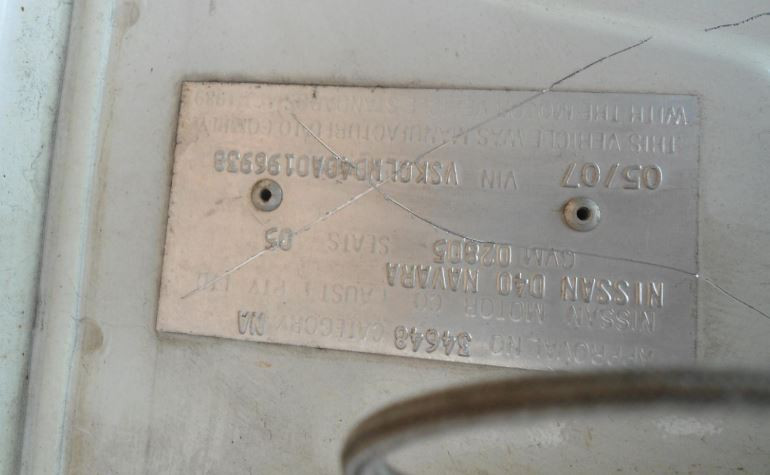 APPROVAL NO 34648 CATEGORY NA
NISSAN MOTOR CO. (AUST.) PTY LTD
NISSAN D40 NAVARA
GVM 02805 SEATS 05
05/07 VIN VSKCLRD40A0196938
THIS VEHICLE WAS MANUFACTURED TO COMPLY
WITH THE MOTOR VEHICLE STANDARDS ACT 1989